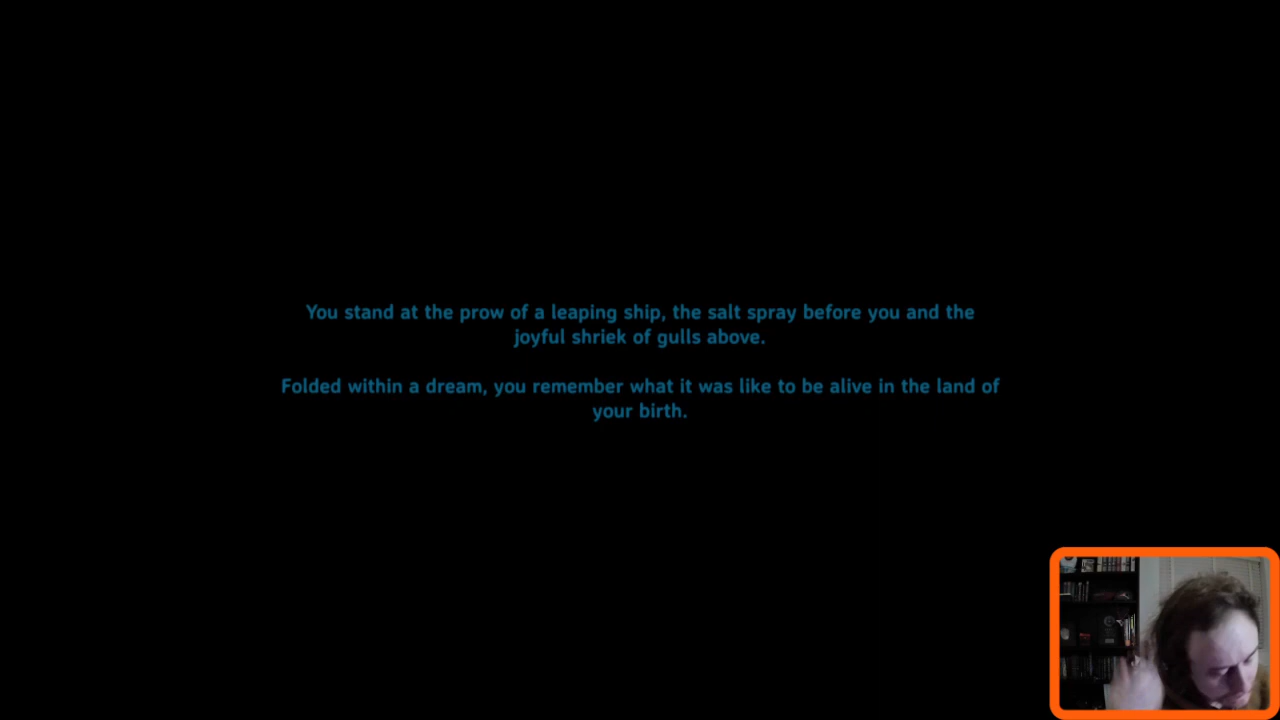 You stand at the prow of a leaping ship, the salt spray before you and the
joyful shriek of gulls above.
Folded within a dream, you remember what it was like to be alive in the land of
your birth.